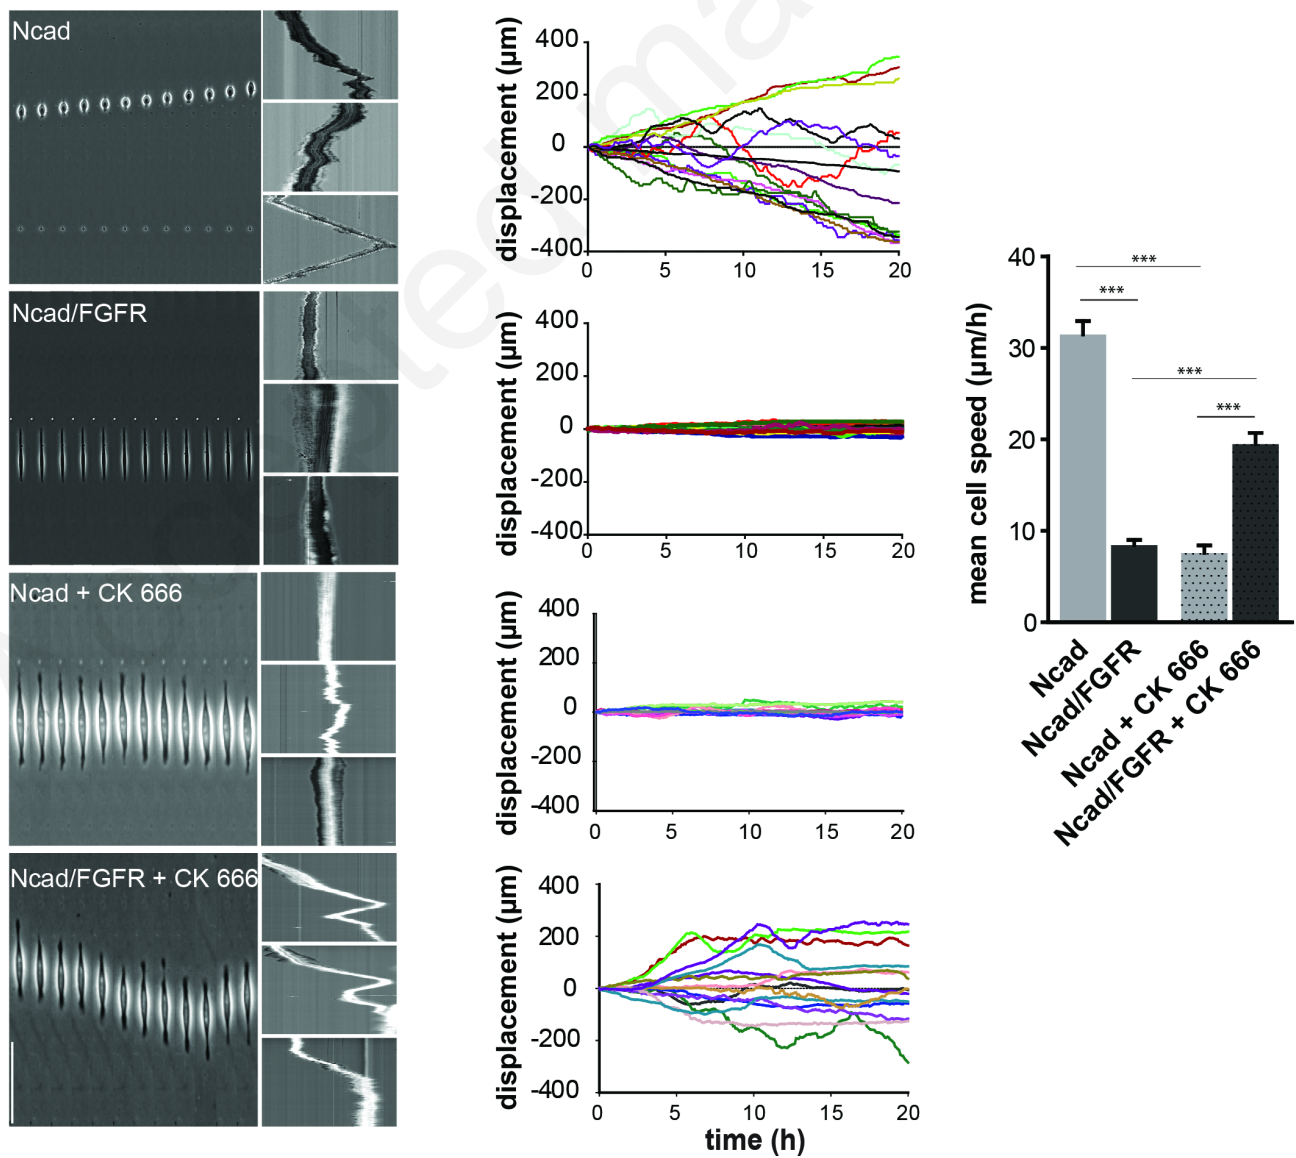 Ncad
Ncad/FGFR
Ncad + CK 666
Ncad/FGFR + CK 666
displacement (µm)
400
200
0
-200
-400
0 5 10 15 20
displacement (µm)
400
200
0
-200
-400
0 5 10 15 20
displacement (µm)
400
200
0
-200
-400
0 5 10 15 20
displacement (µm)
400
200
0
-200
-400
0 5 10 15 20
time (h)
mean cell speed (µm/h)
40
30
20
10
0
***
***
***
***
Ncad
Ncad/FGFR
Ncad + CK 666
Ncad/FGFR + CK 666